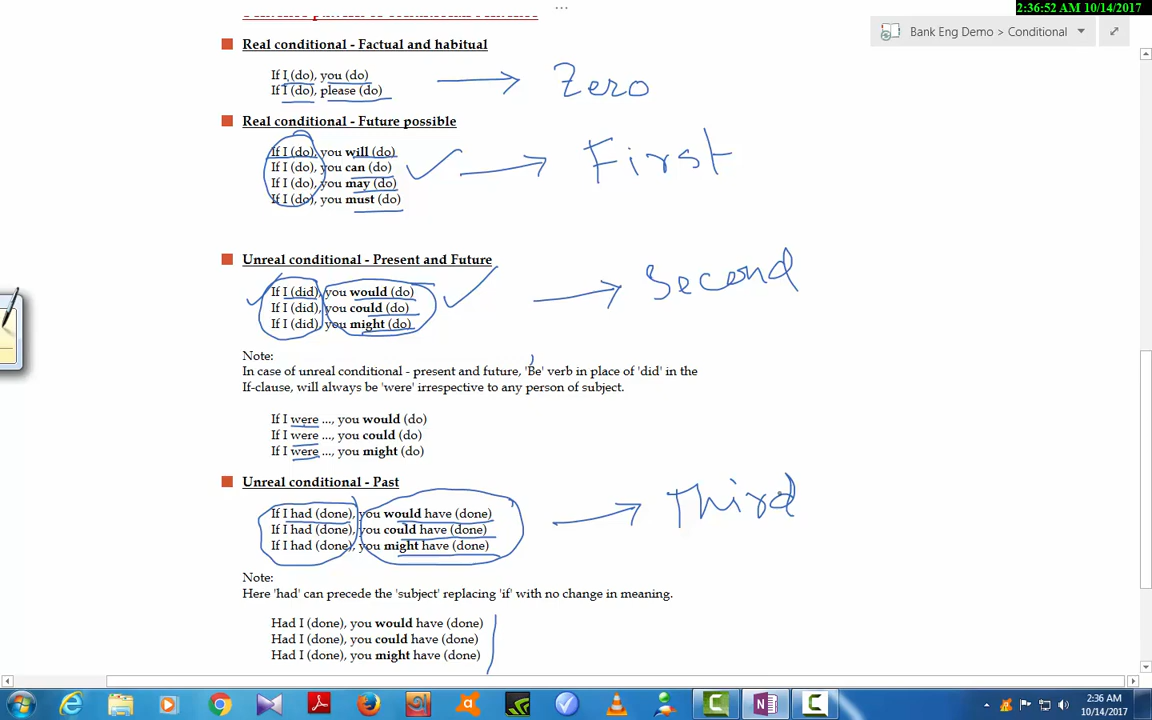 2:36:52 AM 10/14/2017
Bank Eng Demo > Conditional
Real conditional - Factual and habitual
If I (do), you (do)
If I (do), please (do)
Zero
Real conditional - Future possible
If I (do), you will (do)
If I (do), you can (do)
If I (do), you may (do)
If I (do), you must (do)
First
Unreal conditional - Present and Future
If I (did), you would (do)
If I (did), you could (do)
If I (did), you might (do)
Second
Note:
In case of unreal conditional - present and future, 'Be' verb in place of 'did' in the
If-clause, will always be 'were' irrespective to any person of subject.
If I were ..., you would (do)
If I were ..., you could (do)
If I were ..., you might (do)
Unreal conditional - Past
If I had (done), you would have (done)
If I had (done), you could have (done)
If I had (done), you might have (done)
Third
Note:
Here 'had' can precede the 'subject' replacing 'if' with no change in meaning.
Had I (done), you would have (done)
Had I (done), you could have (done)
Had I (done), you might have (done)
2:36 AM
10/14/2017